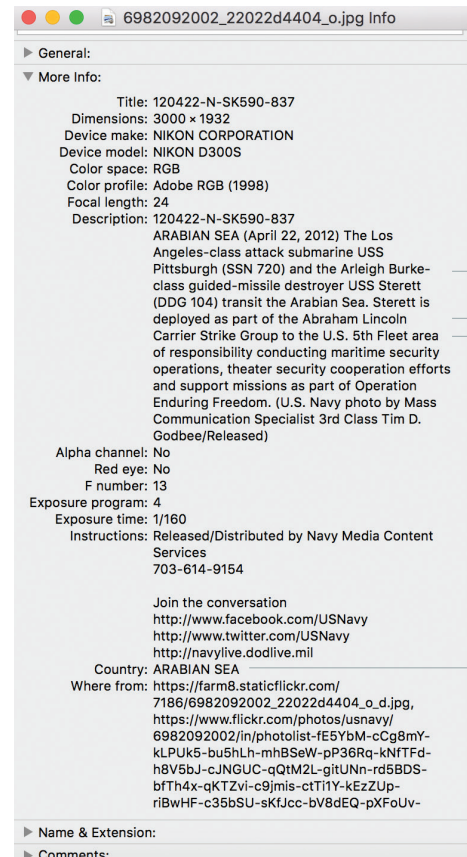 6982092002_22022d4404_o.jpg Info
General:
More Info:
Title: 120422-N-SK590-837
Dimensions: 3000 × 1932
Device make: NIKON CORPORATION
Device model: NIKON D300S
Color space: RGB
Color profile: Adobe RGB (1998)
Focal length: 24
Description: 120422-N-SK590-837
ARABIAN SEA (April 22, 2012) The Los
Angeles-class attack submarine USS
Pittsburgh (SSN 720) and the Arleigh Burke-
class guided-missile destroyer USS Sterett
(DDG 104) transit the Arabian Sea. Sterett is
deployed as part of the Abraham Lincoln
Carrier Strike Group to the U.S. 5th Fleet area
of responsibility conducting maritime security
operations, theater security cooperation efforts
and support missions as part of Operation
Enduring Freedom. (U.S. Navy photo by Mass
Communication Specialist 3rd Class Tim D.
Godbee/Released)
Alpha channel: No
Red eye: No
F number: 13
Exposure program: 4
Exposure time: 1/160
Instructions: Released/Distributed by Navy Media Content
Services
703-614-9154
Join the conversation
http://www.facebook.com/USNavy
http://www.twitter.com/USNavy
http://navylive.dodlive.mil
Country: ARABIAN SEA
Where from: https://farm8.staticflickr.com/
7186/6982092002_22022d4404_o_d.jpg,
https://www.flickr.com/photos/usnavy/
6982092002/in/photolist-fE5YbM-cCg8mY-
kLPUk5-bu5hLh-mhBSeW-pP36Rq-kNfTFd-
h8V5bJ-cJNGUC-qQtM2L-gitUNn-rd5BDS-
bfTh4x-qKTZvi-c9jmis-ctTi1Y-kEzZUp-
riBwHF-c35bSU-sKfJcc-bV8dEQ-pXFoUv-
Name & Extension:
Comments: